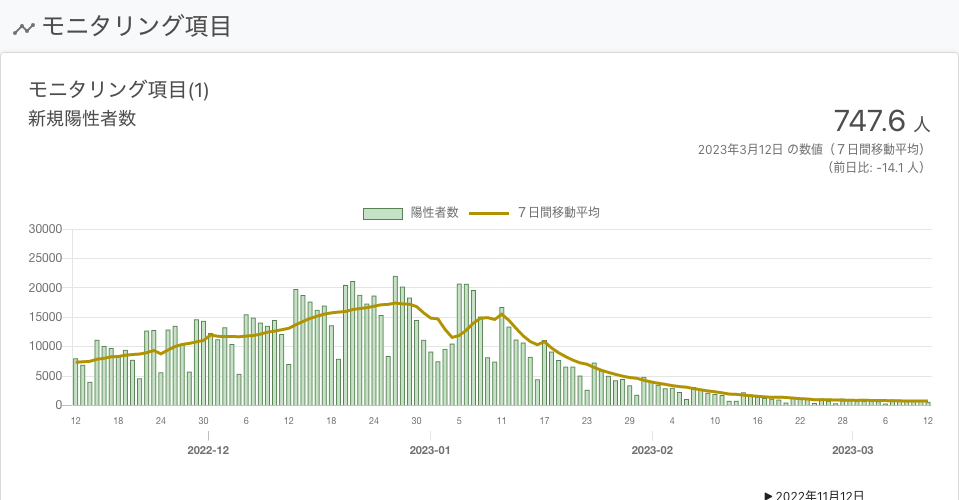 モニタリング項目
モニタリング項目(1)
新規陽性者数
747.6 人
2023年3月12日 の数値（７日間移動平均）
（前日比: -14.1 人）
陽性者数 ７日間移動平均
30000
25000
20000
15000
10000
5000
0
12 18 24 30 6 12 18 24 30 5 11 17 23 29 4 10 16 22 28 6 12
2022-12 2023-01 2023-02 2023-03
▶ 2022年11月12日